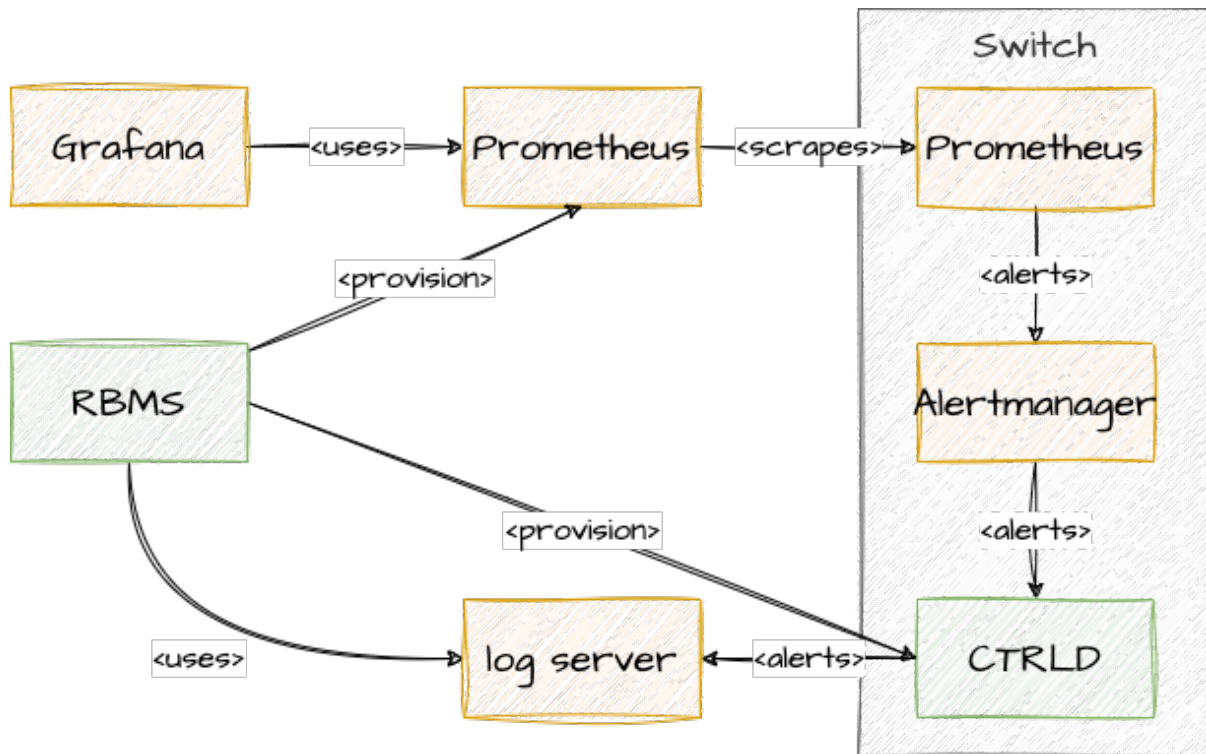 Switch
Grafana
<uses>
Prometheus
<scrapes>
Prometheus
<provision>
<alerts>
RBMS
Alertmanager
<provision>
<alerts>
<uses>
log server
<alerts>
CTRLD